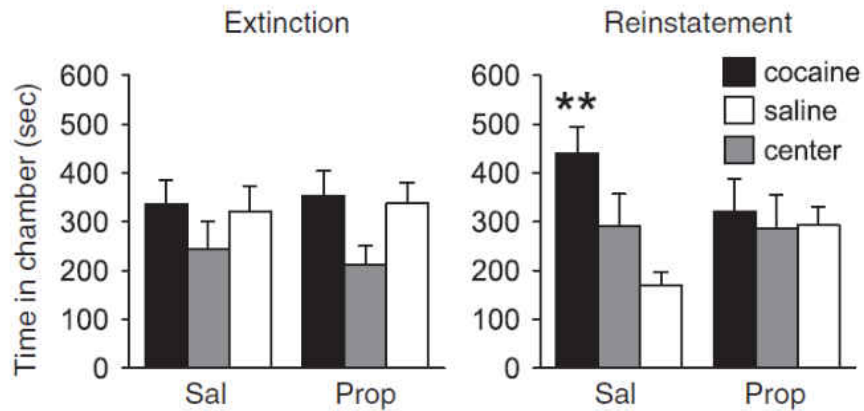 Extinction
Reinstatement
Time in chamber (sec)
600
500
400
300
200
100
0
Sal
Prop
600
500
400
300
200
100
0
**
cocaine
saline
center
Sal
Prop